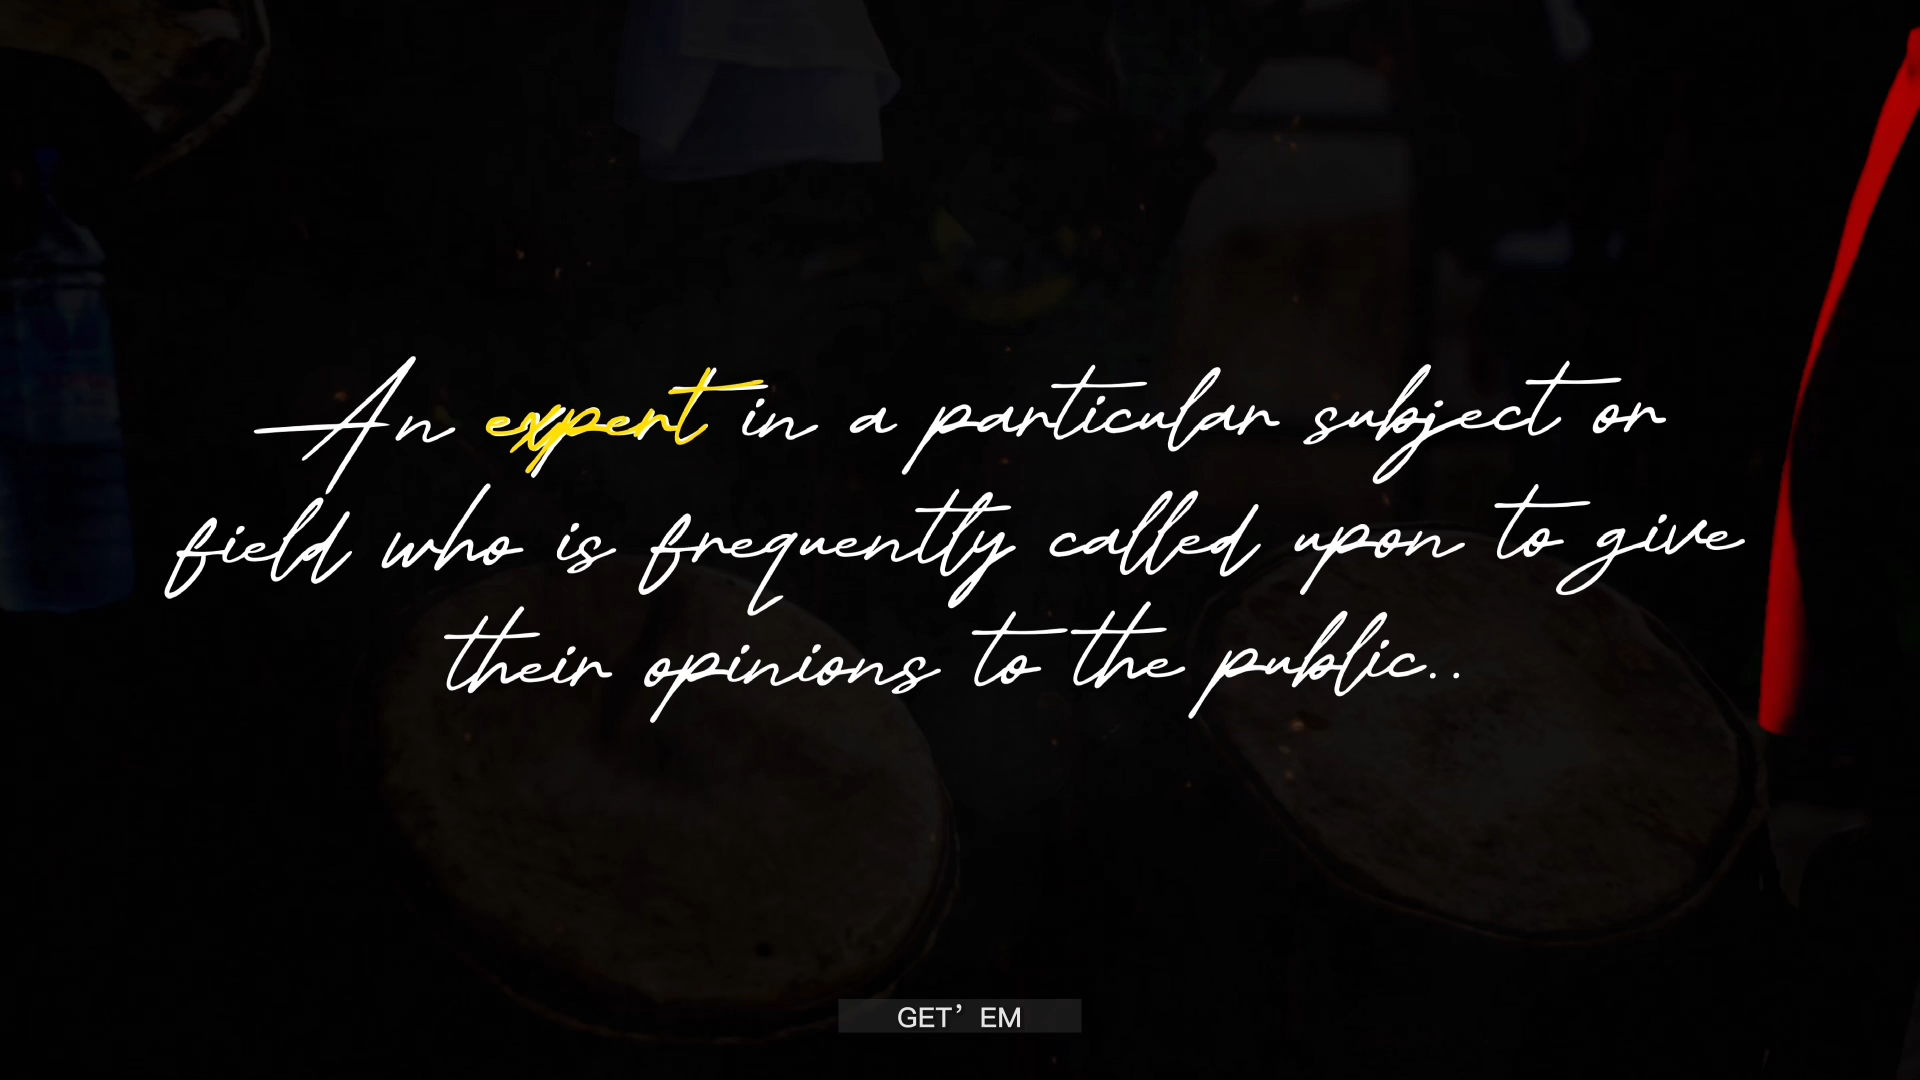 An expert in a particular subject or
field who is frequently called upon to give
their opinions to the public..
GET’ EM